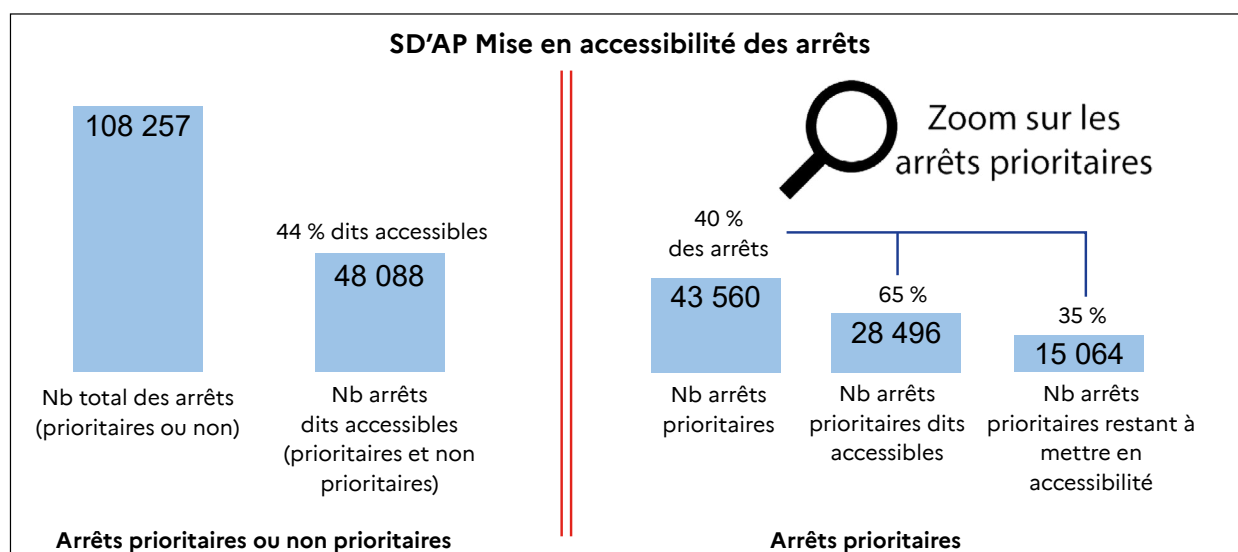 SD'AP Mise en accessibilité des arrêts
108 257
Nb total des arrêts
(prioritaires ou non)
44 % dits accessibles
48 088
Nb arrêts
dits accessibles
(prioritaires et non
prioritaires)
Arrêts prioritaires ou non prioritaires
Zoom sur les
arrêts prioritaires
40 %
des arrêts
43 560
Nb arrêts
prioritaires
65 %
28 496
Nb arrêts
prioritaires dits
accessibles
35 %
15 064
Nb arrêts
prioritaires restant à
mettre en
accessibilité
Arrêts prioritaires